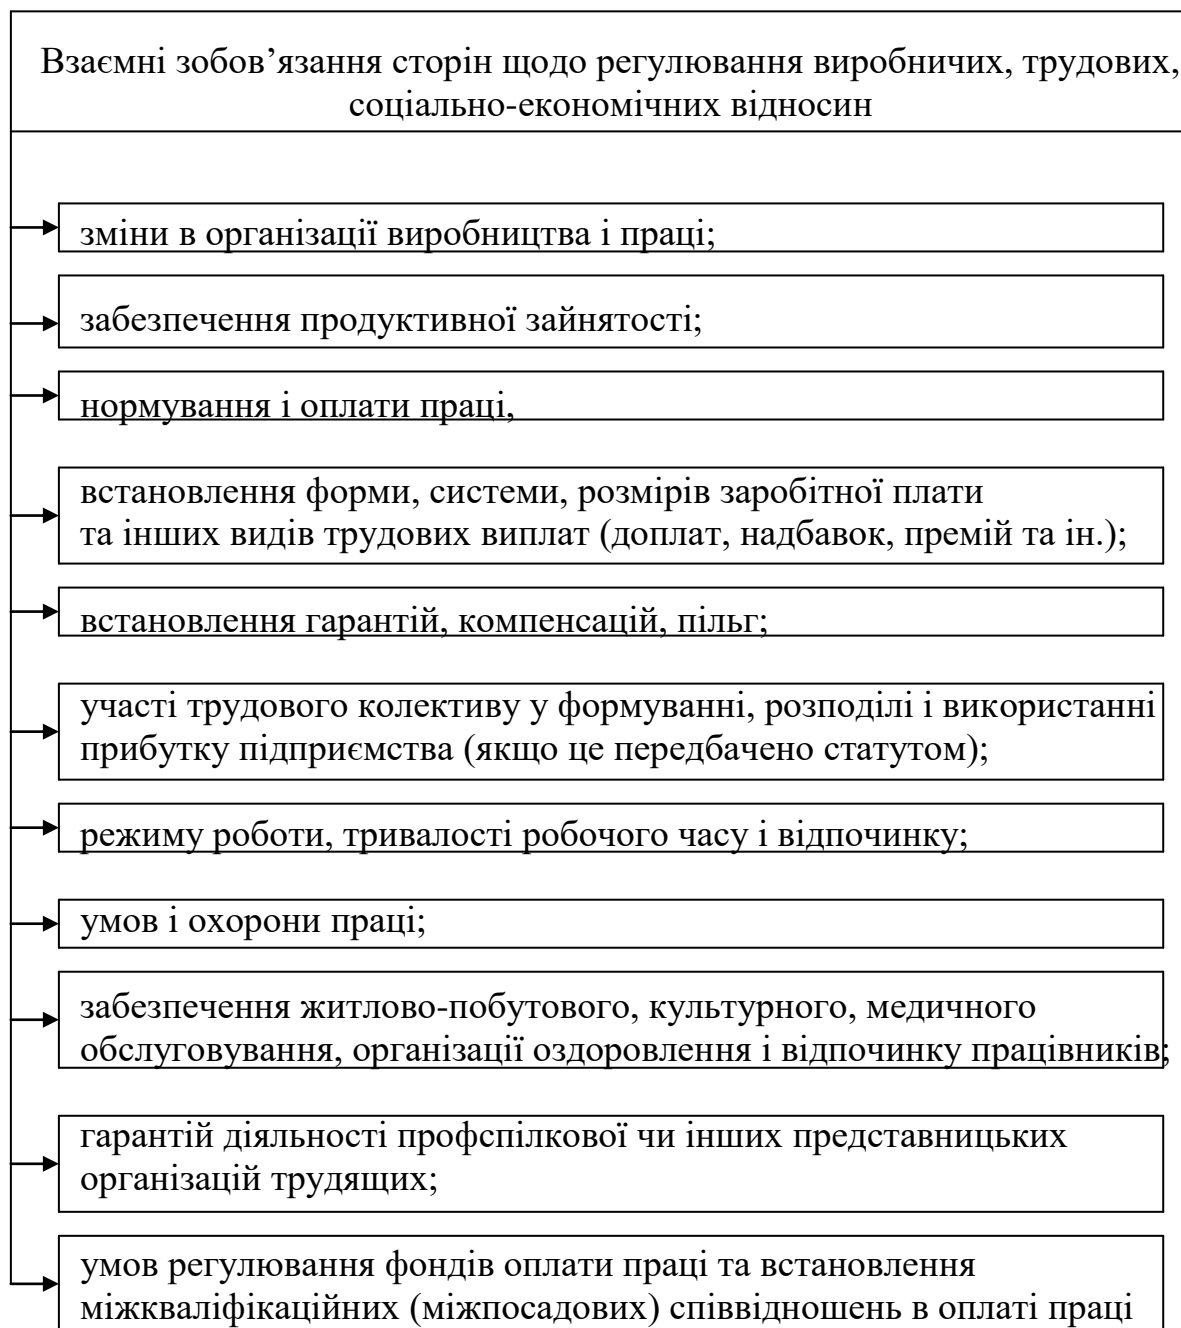 Взаємні зобов’язання сторін щодо регулювання виробничих, трудових,
соціально-економічних відносин
зміни в організації виробництва і праці;
забезпечення продуктивної зайнятості;
нормування і оплати праці,
встановлення форми, системи, розмірів заробітної плати
та інших видів трудових виплат (доплат, надбавок, премій та ін.);
встановлення гарантій, компенсацій, пільг;
участі трудового колективу у формуванні, розподілі і використанні
прибутку підприємства (якщо це передбачено статутом);
режиму роботи, тривалості робочого часу і відпочинку;
умов і охорони праці;
забезпечення житлово-побутового, культурного, медичного
обслуговування, організації оздоровлення і відпочинку працівників;
гарантій діяльності профспілкової чи інших представницьких
організацій трудящих;
умов регулювання фондів оплати праці та встановлення
міжкваліфікаційних (міжпосадових) співвідношень в оплаті праці